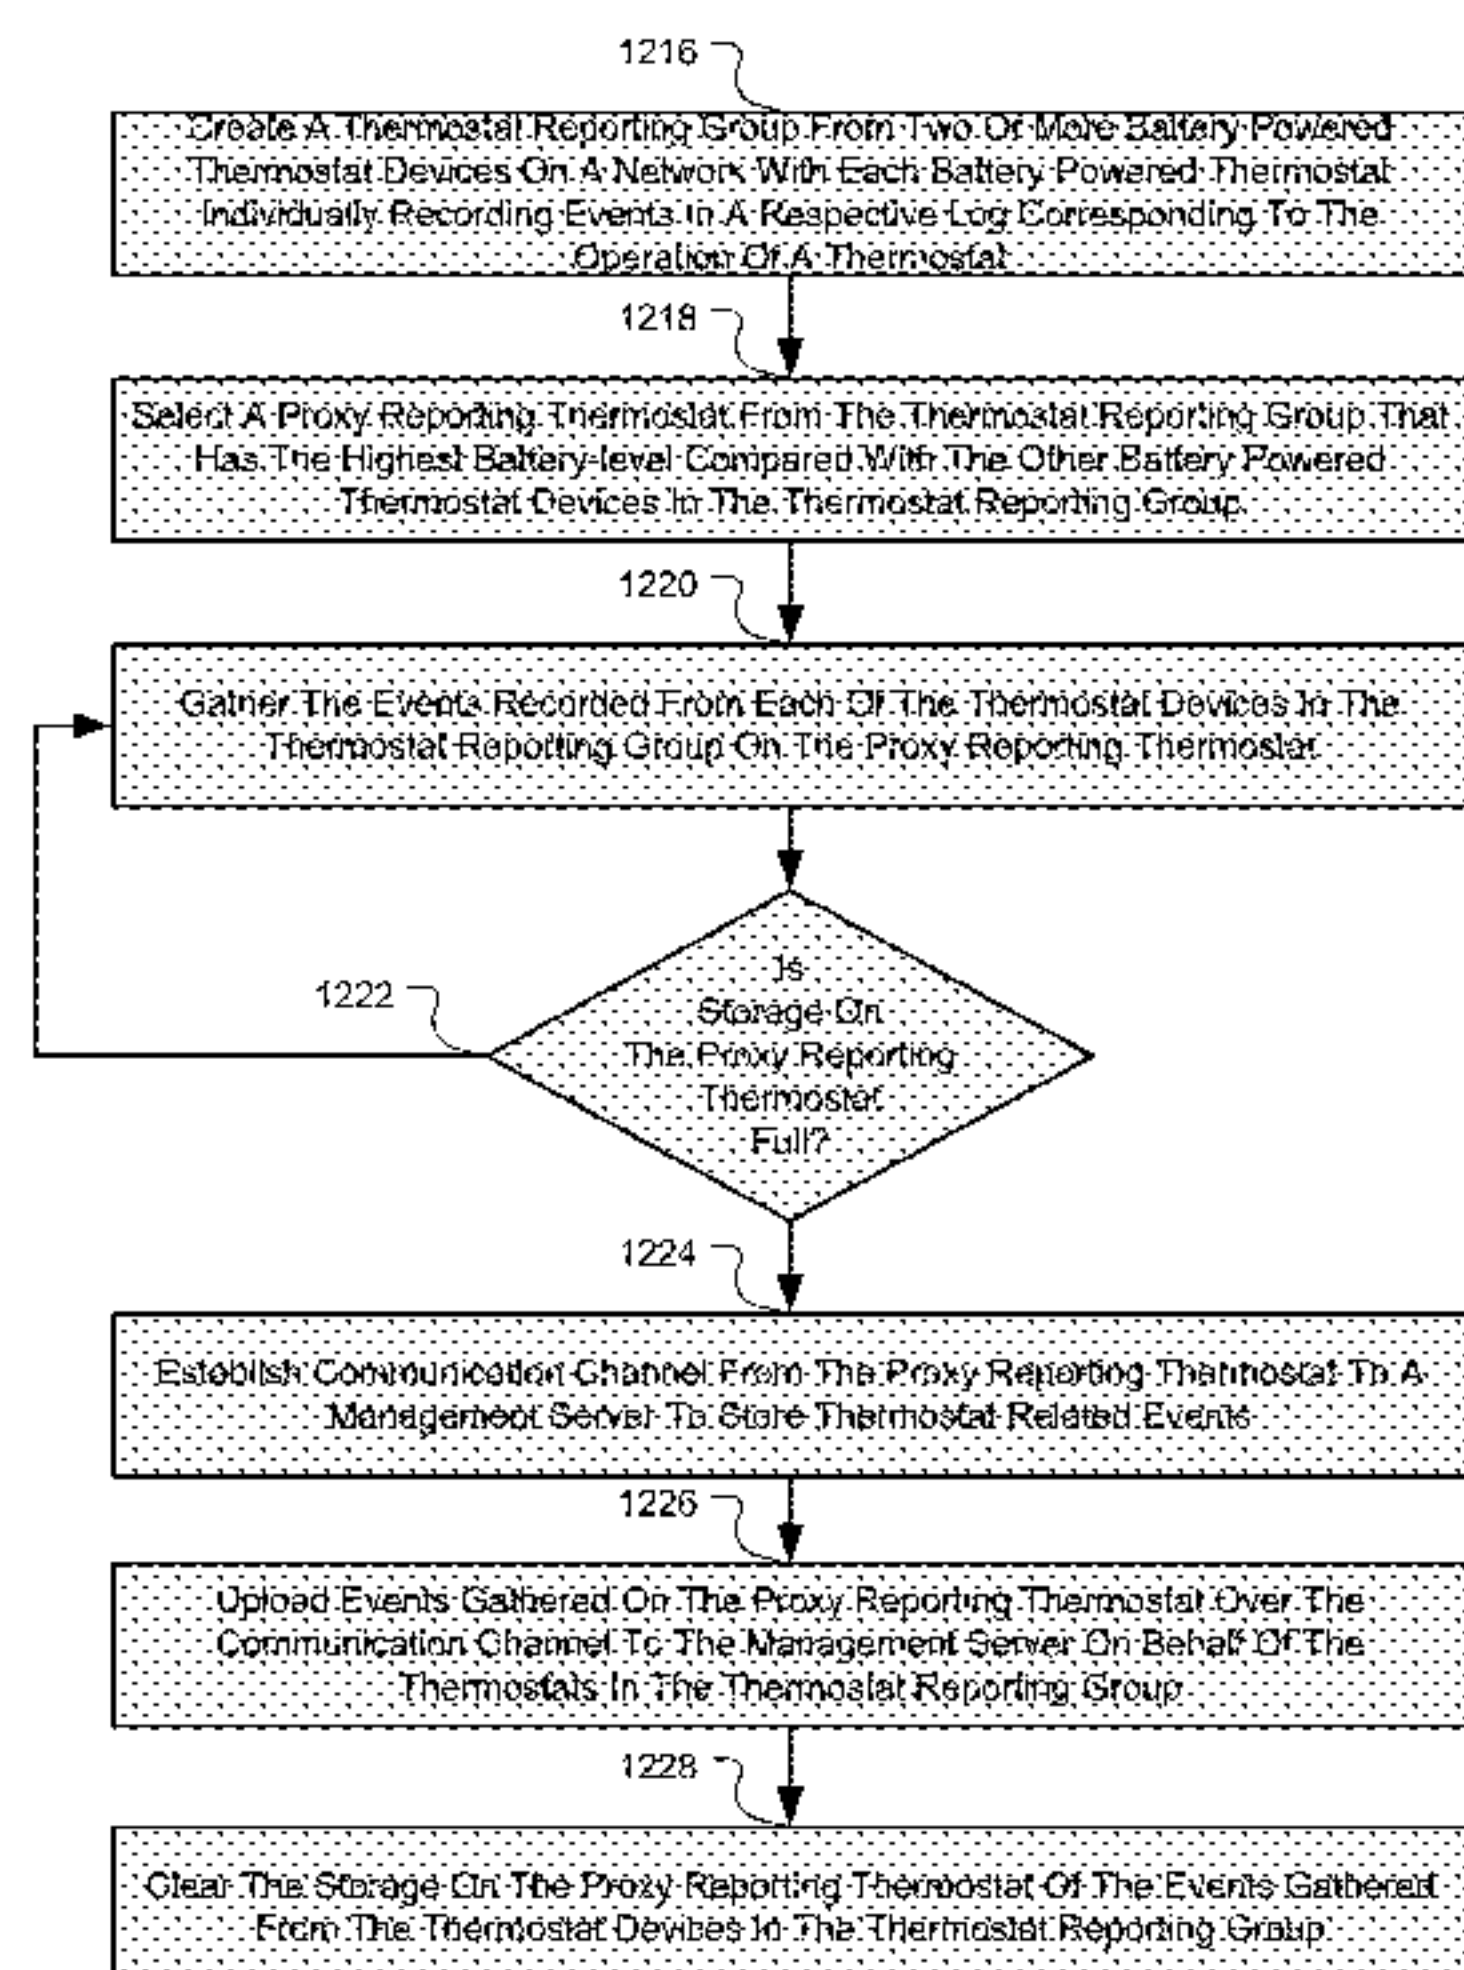 1216
Create A Thermostat Reporting Group From Two Or More Battery Powered
Thermostat Devices On A Network With Each Battery Powered Thermostat
Individually Recording Events In A Respective Log Corresponding To The
Operation Of A Thermostat
1218
Select A Proxy Reporting Thermostat From The Thermostat Reporting Group That
Has The Highest Battery-level Compared With The Other Battery Powered
Thermostat Devices In The Thermostat Reporting Group
1220
Gather The Events Recorded From Each Of The Thermostat Devices In The
Thermostat Reporting Group On The Proxy Reporting Thermostat
1222
Is
Storage On
The Proxy Reporting
Thermostat
Full?
1224
Establish Communication Channel From The Proxy Reporting Thermostat To A
Management Server To Store Thermostat Related Events
1226
Upload Events Gathered On The Proxy Reporting Thermostat Over The
Communication Channel To The Management Server On Behalf Of The
Thermostats In The Thermostat Reporting Group
1228
Clear The Storage On The Proxy Reporting Thermostat Of The Events Gathered
From The Thermostat Devices In The Thermostat Reporting Group